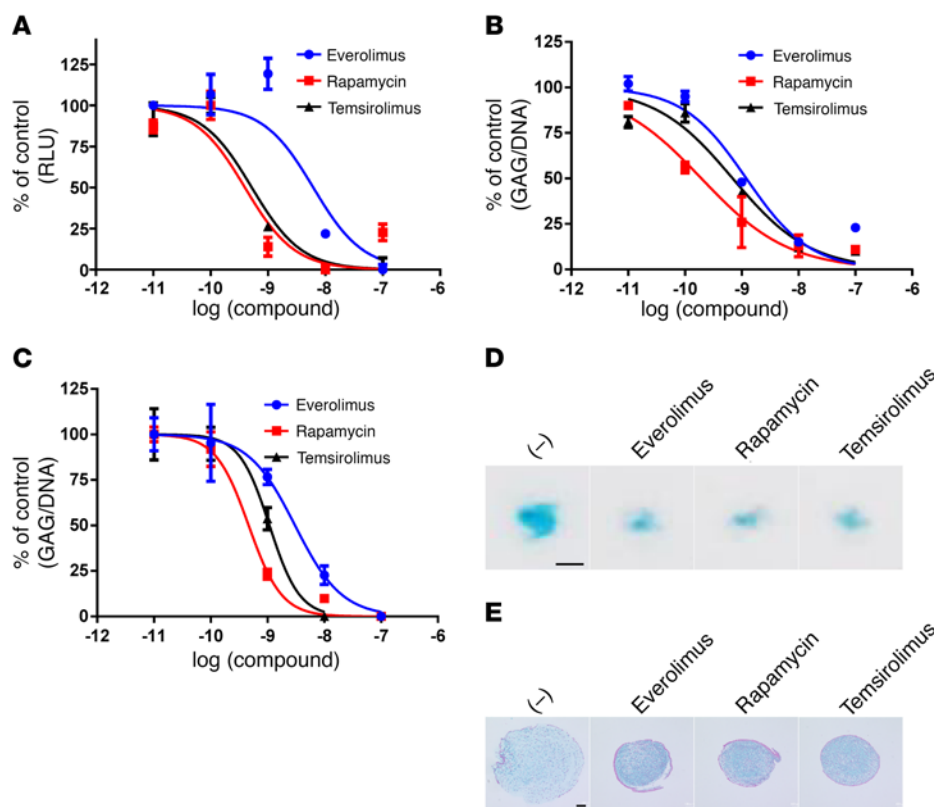 A
% of control
(RLU)
125
100
75
50
25
0
Everolimus
Rapamycin
Temsirolimus
-12
-11
-10
-9
-8
-7
-6
log (compound)
B
% of control
(GAG/DNA)
125
100
75
50
25
0
Everolimus
Rapamycin
Temsirolimus
-12
-11
-10
-9
-8
-7
-6
log (compound)
C
% of control
(GAG/DNA)
125
100
75
50
25
0
Everolimus
Rapamycin
Temsirolimus
-12
-11
-10
-9
-8
-7
-6
log (compound)
D
(–)
Everolimus
Rapamycin
Temsirolimus
E
(–)
Everolimus
Rapamycin
Temsirolimus